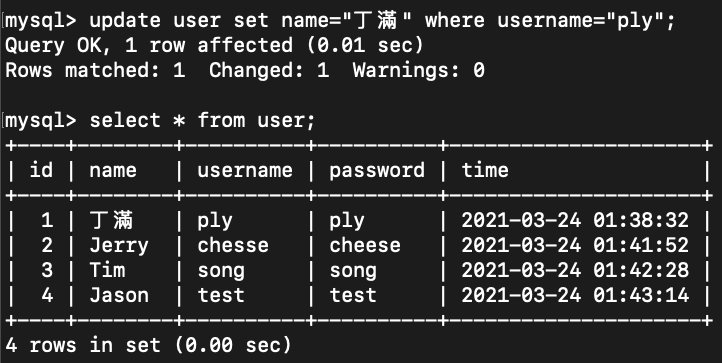 mysql> update user set name="丁滿" where username="ply";
Query OK, 1 row affected (0.01 sec)
Rows matched: 1  Changed: 1  Warnings: 0

mysql> select * from user;
+----+--------+----------+----------+---------------------+
| id | name   | username | password | time                |
+----+--------+----------+----------+---------------------+
|  1 | 丁滿   | ply      | ply      | 2021-03-24 01:38:32 |
|  2 | Jerry  | chesse   | cheese   | 2021-03-24 01:41:52 |
|  3 | Tim    | song     | song     | 2021-03-24 01:42:28 |
|  4 | Jason  | test     | test     | 2021-03-24 01:43:14 |
+----+--------+----------+----------+---------------------+
4 rows in set (0.00 sec)